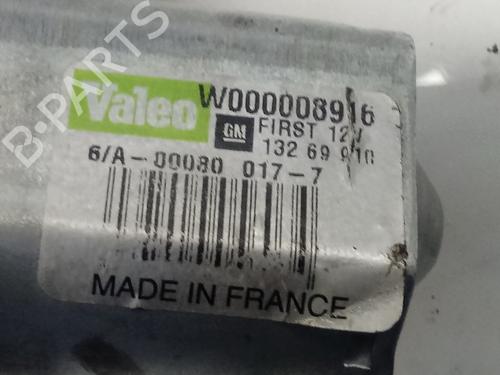 B-PARTS
Valeo
W000008916
GM
FIRST 12V
132 69 910
6/A-00080 017-7
MADE IN FRANCE